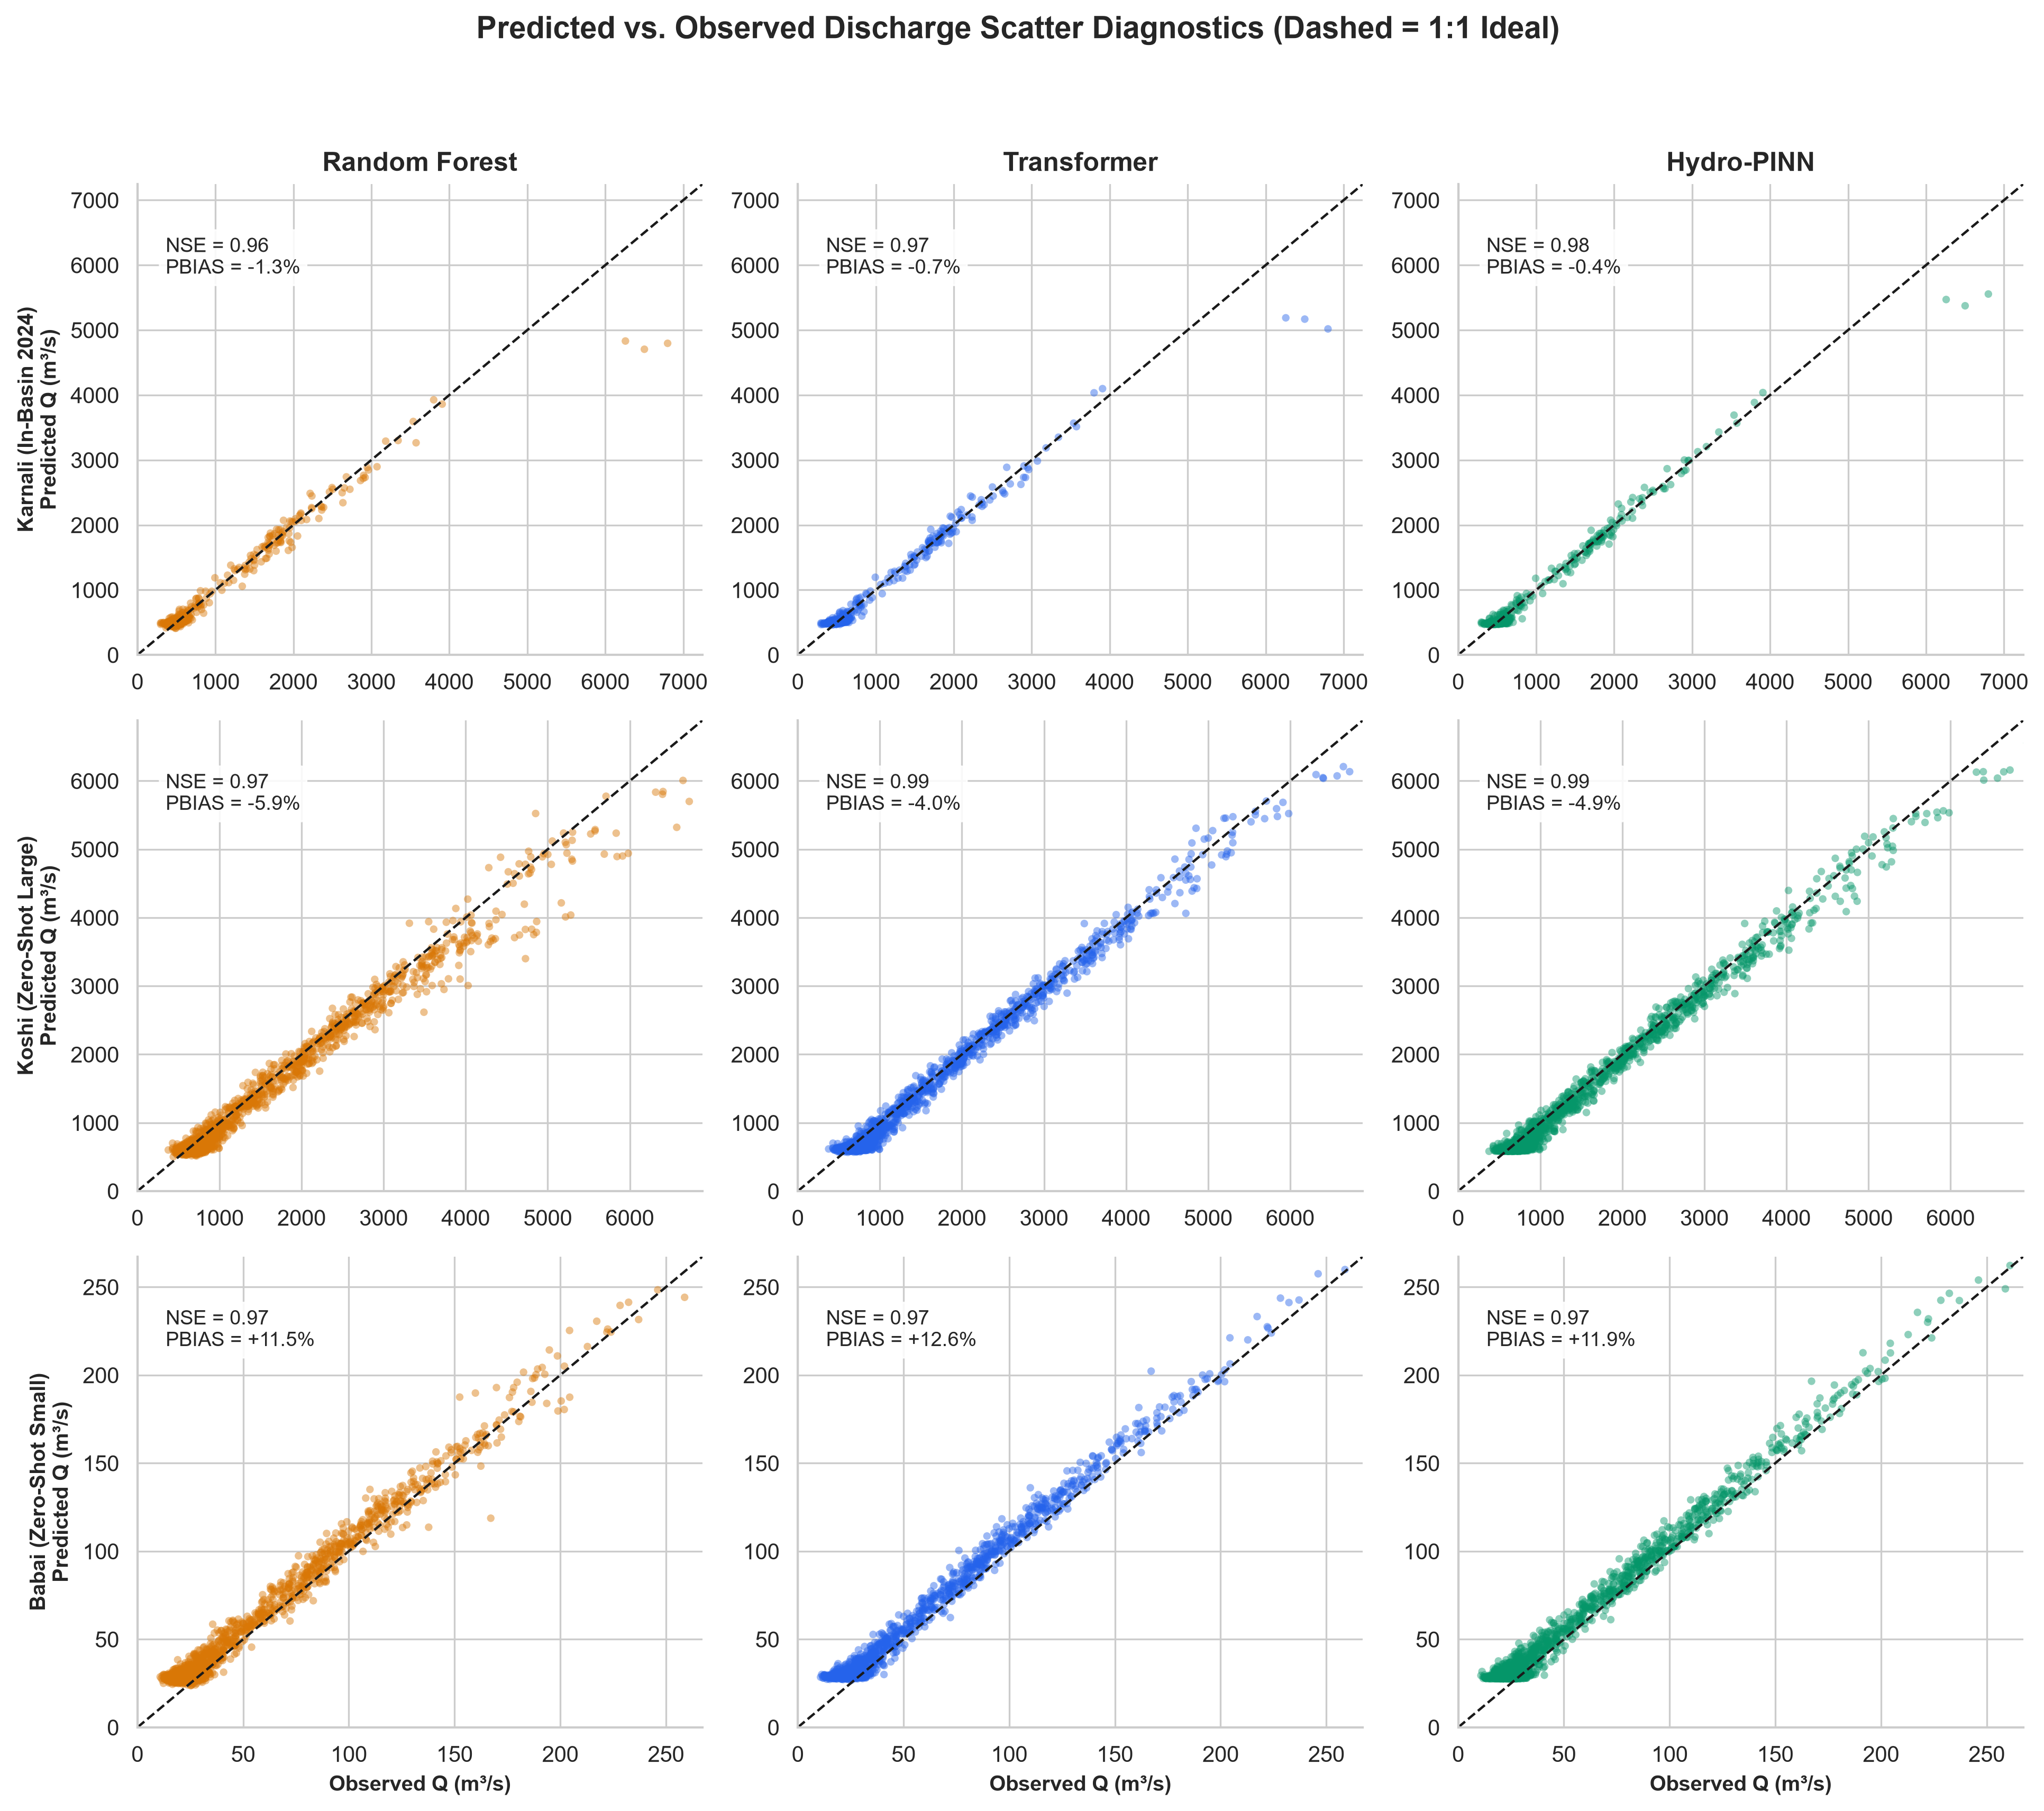 Predicted vs. Observed Discharge Scatter Diagnostics (Dashed = 1:1 Ideal)
Random Forest
Transformer
Hydro-PINN
Karnali (In-Basin 2024)
Predicted Q (m³/s)
7000
6000
5000
4000
3000
2000
1000
0
NSE = 0.96
PBIAS = -1.3%
0 1000 2000 3000 4000 5000 6000 7000
7000
6000
5000
4000
3000
2000
1000
0
NSE = 0.97
PBIAS = -0.7%
0 1000 2000 3000 4000 5000 6000 7000
7000
6000
5000
4000
3000
2000
1000
0
NSE = 0.98
PBIAS = -0.4%
0 1000 2000 3000 4000 5000 6000 7000
Koshi (Zero-Shot Large)
Predicted Q (m³/s)
6000
5000
4000
3000
2000
1000
0
NSE = 0.97
PBIAS = -5.9%
0 1000 2000 3000 4000 5000 6000
6000
5000
4000
3000
2000
1000
0
NSE = 0.99
PBIAS = -4.0%
0 1000 2000 3000 4000 5000 6000
6000
5000
4000
3000
2000
1000
0
NSE = 0.99
PBIAS = -4.9%
0 1000 2000 3000 4000 5000 6000
Babai (Zero-Shot Small)
Predicted Q (m³/s)
250
200
150
100
50
0
NSE = 0.97
PBIAS = +11.5%
0 50 100 150 200 250
Observed Q (m³/s)
250
200
150
100
50
0
NSE = 0.97
PBIAS = +12.6%
0 50 100 150 200 250
Observed Q (m³/s)
250
200
150
100
50
0
NSE = 0.97
PBIAS = +11.9%
0 50 100 150 200 250
Observed Q (m³/s)